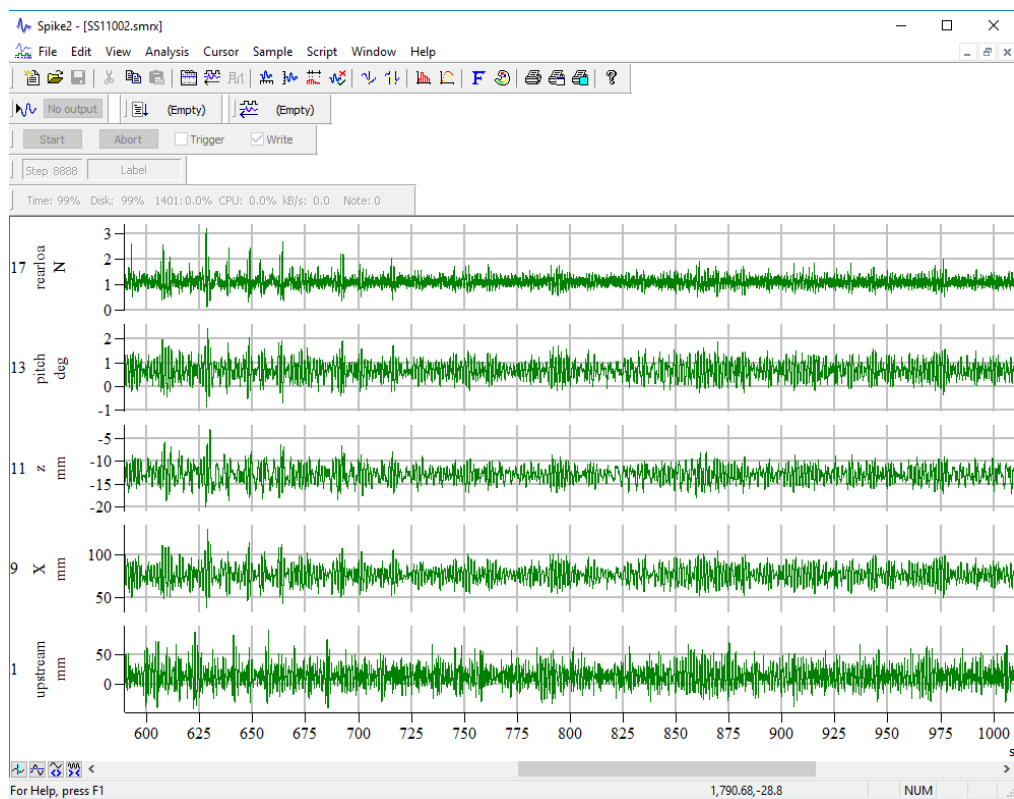 Spike2 - [SS11002.smrx]
File Edit View Analysis Cursor Sample Script Window Help
No output (Empty) (Empty)
Start Abort Trigger Write
Step 8888 Label
Time: 99% Disk: 99% 1401:0.0% CPU: 0.0% kB/s: 0.0 Note: 0
17 rearloa N
3
2
1
0
13 pitch deg
2
1
0
-1
11 z mm
-5
-10
-15
-20
9 X mm
100
50
1 upstream mm
50
0
600 625 650 675 700 725 750 775 800 825 850 875 900 925 950 975 1000
s
For Help, press F1 1,790.68,-28.8 NUM